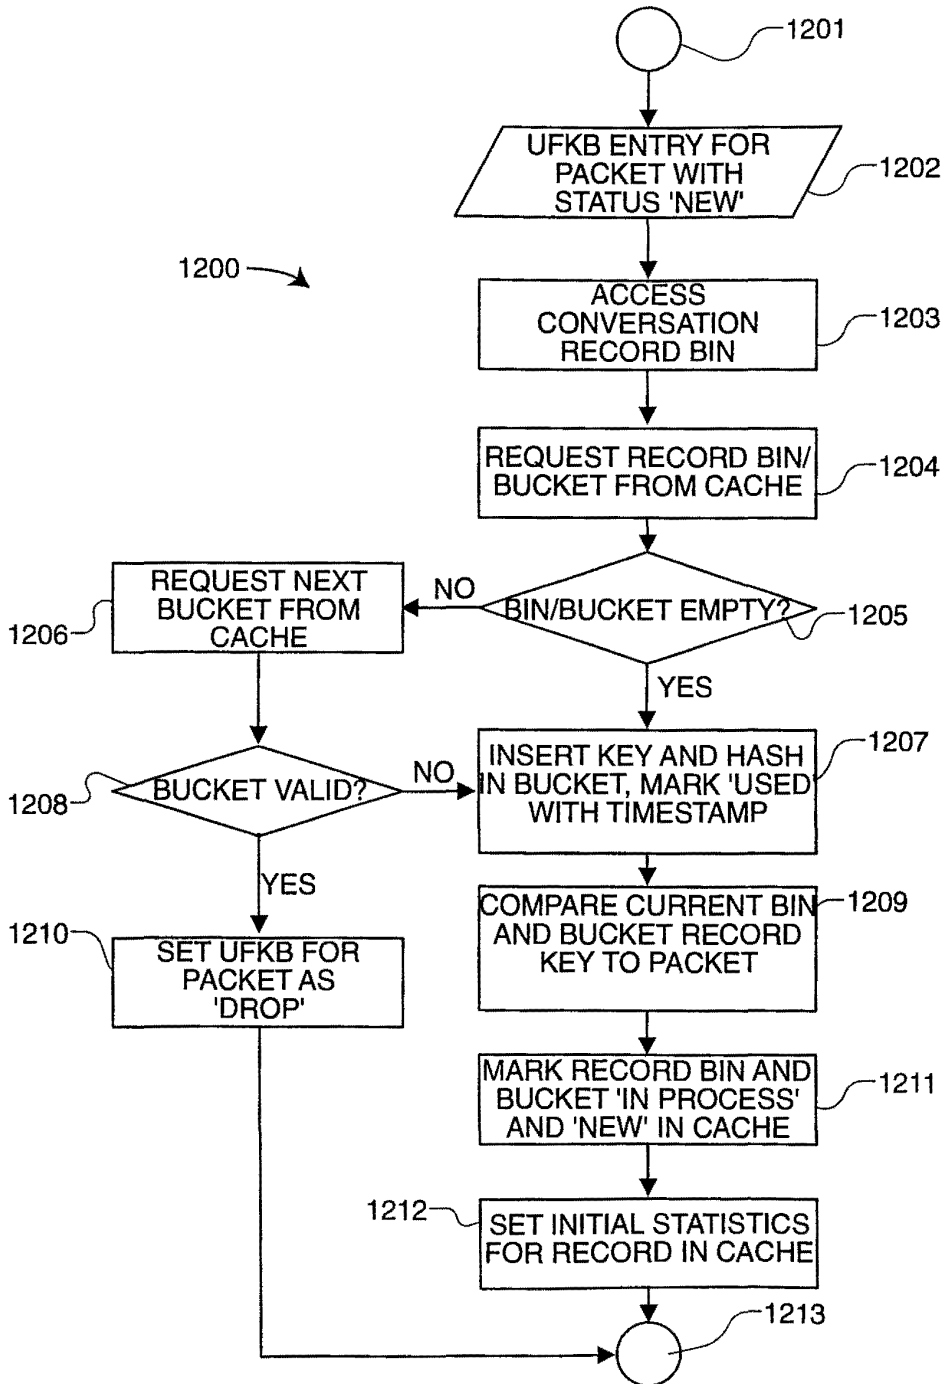 1201
UFKB ENTRY FOR
PACKET WITH
STATUS 'NEW'
1202
1200
ACCESS
CONVERSATION
RECORD BIN
1203
REQUEST RECORD BIN/
BUCKET FROM CACHE
1204
BIN/BUCKET EMPTY?
1205
NO
YES
REQUEST NEXT
BUCKET FROM
CACHE
1206
BUCKET VALID?
1208
NO
YES
INSERT KEY AND HASH
IN BUCKET, MARK 'USED
WITH TIMESTAMP
1207
COMPARE CURRENT BIN
AND BUCKET RECORD
KEY TO PACKET
1209
1210
SET UFKB FOR
PACKET AS
'DROP'
MARK RECORD BIN AND
BUCKET 'IN PROCESS'
AND 'NEW' IN CACHE
1211
1212
SET INITIAL STATISTICS
FOR RECORD IN CACHE
1213